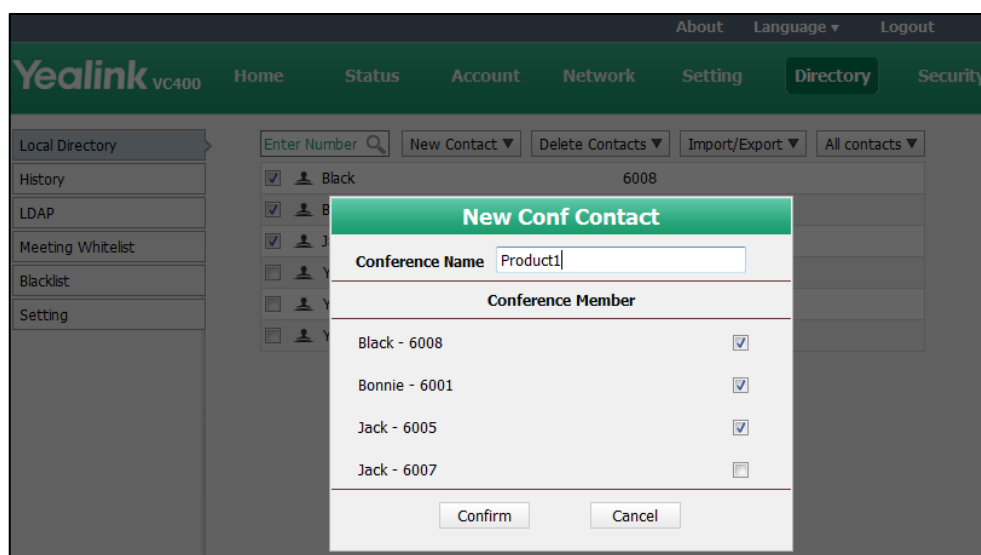 About Language ▾ Logout
Yealink VC400 Home Status Account Network Setting Directory Security
Local Directory
History
LDAP
Meeting Whitelist
Blacklist
Setting
Enter Number New Contact ▼ Delete Contacts ▼ Import/Export ▼ All contacts ▼
Black 6008
B
Ja
Y
Y
Y
New Conf Contact
Conference Name Product1
Conference Member
Black - 6008
Bonnie - 6001
Jack - 6005
Jack - 6007
Confirm Cancel